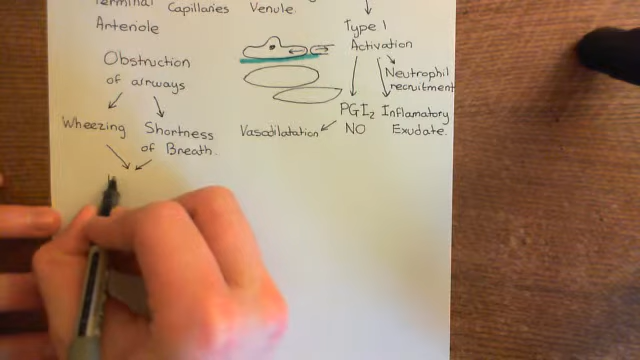 Terminal
Arteriole
Capillaries
Venule.
Type 1
Activation
Neutrophil
recruitment
PGI2
NO
Inflamatory
Exudate.
Vasodilatation
Obstruction
of airways
Wheezing
Shortness
of Breath.